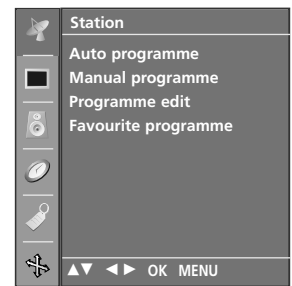 Station
Auto programme
Manual programme
Programme edit
Favourite programme
▲▼ ◄► OK MENU